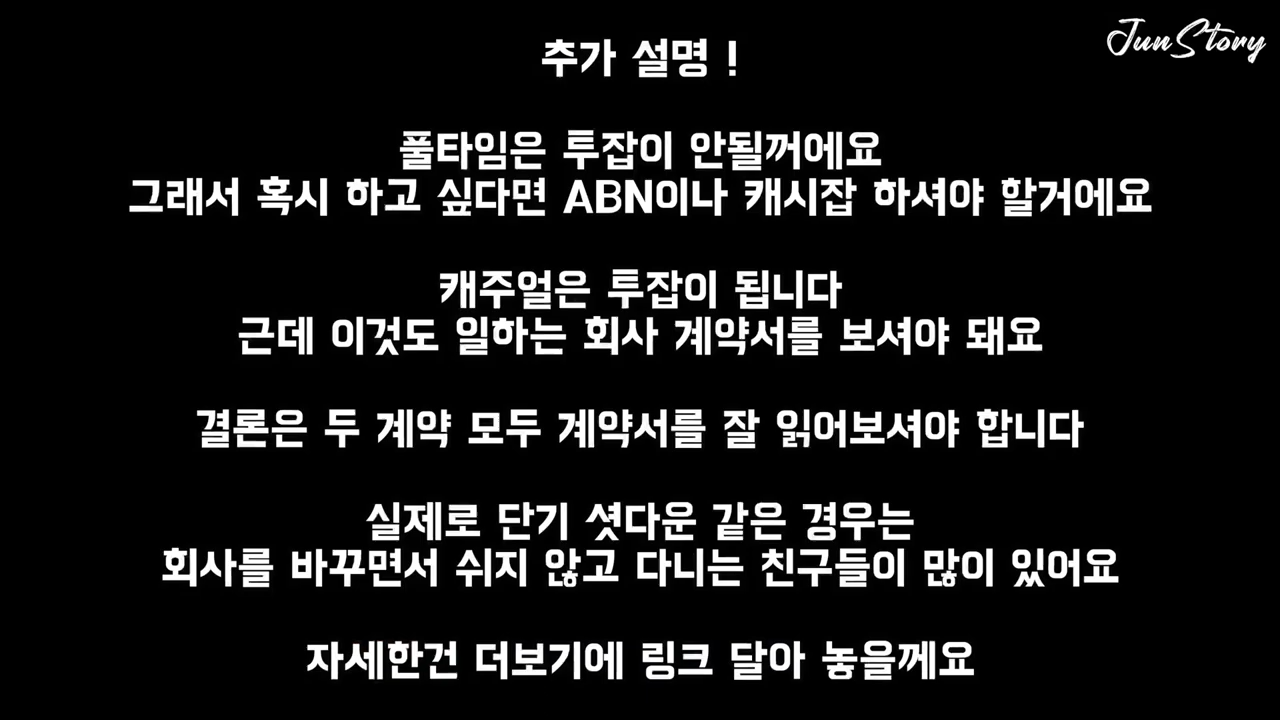 JunStory
추가 설명 !
풀타임은 투잡이 안될꺼에요
그래서 혹시 하고 싶다면 ABN이나 캐시잡 하셔야 할거에요
캐주얼은 투잡이 됩니다
근데 이것도 일하는 회사 계약서를 보셔야 돼요
결론은 두 계약 모두 계약서를 잘 읽어보셔야 합니다
실제로 단기 셧다운 같은 경우는
회사를 바꾸면서 쉬지 않고 다니는 친구들이 많이 있어요
자세한건 더보기에 링크 달아 놓을께요